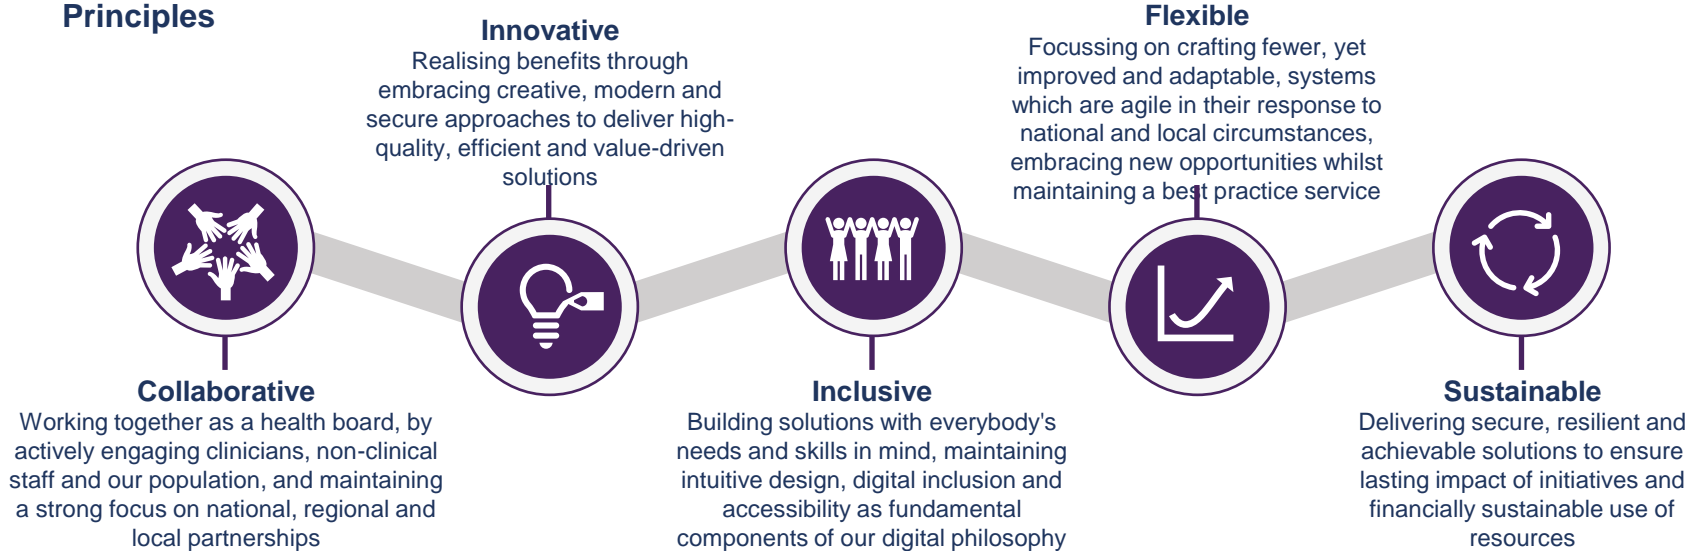 Principles
Collaborative
Working together as a health board, by
actively engaging clinicians, non-clinical
staff and our population, and maintaining
a strong focus on national, regional and
local partnerships
Innovative
Realising benefits through
embracing creative, modern and
secure approaches to deliver high-
quality, efficient and value-driven
solutions
Inclusive
Building solutions with everybody's
needs and skills in mind, maintaining
intuitive design, digital inclusion and
accessibility as fundamental
components of our digital philosophy
Flexible
Focussing on crafting fewer, yet
improved and adaptable, systems
which are agile in their response to
national and local circumstances,
embracing new opportunities whilst
maintaining a best practice service
Sustainable
Delivering secure, resilient and
achievable solutions to ensure
lasting impact of initiatives and
financially sustainable use of
resources